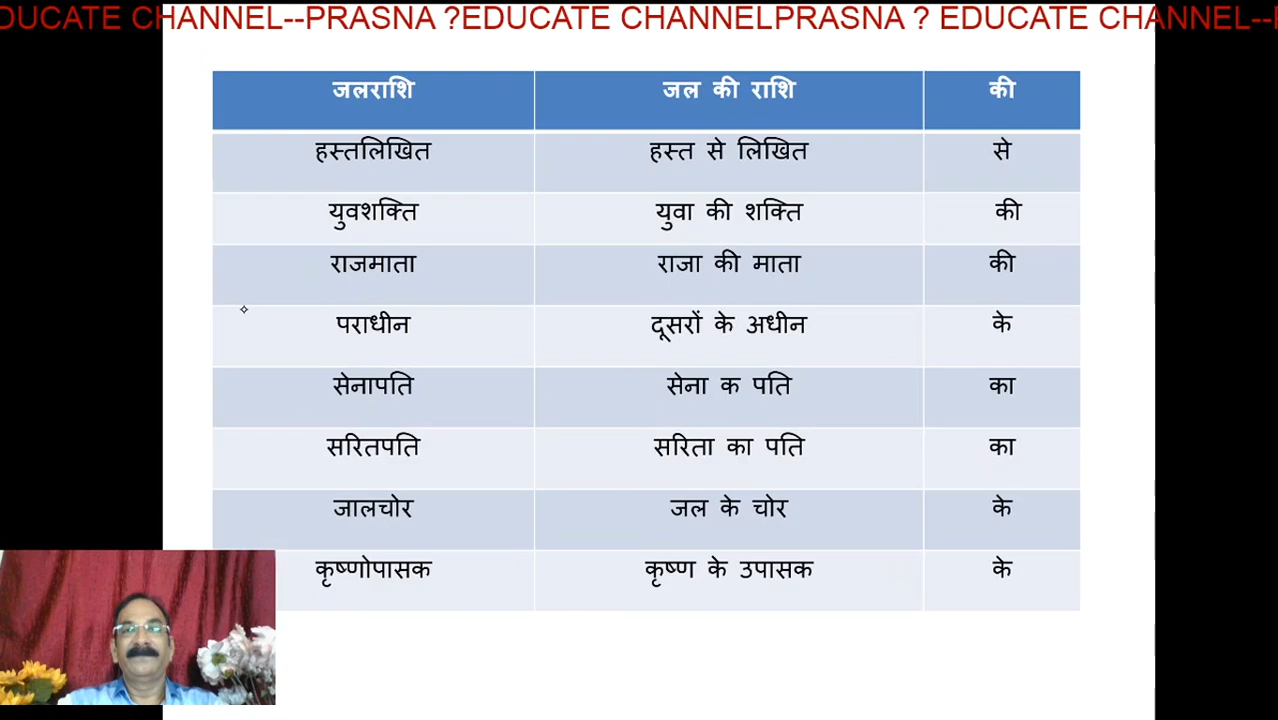 DUCATE CHANNEL--PRASNA ?EDUCATE CHANNELPRASNA ? EDUCATE CHANNEL--P
जलराशि जल की राशि की
हस्तलिखित हस्त से लिखित से
युवशक्ति युवा की शक्ति की
राजमाता राजा की माता की
पराधीन दूसरों के अधीन के
सेनापति सेना क पति का
सरितपति सरिता का पति का
जालचोर जल के चोर के
कृष्णोपासक कृष्ण के उपासक के